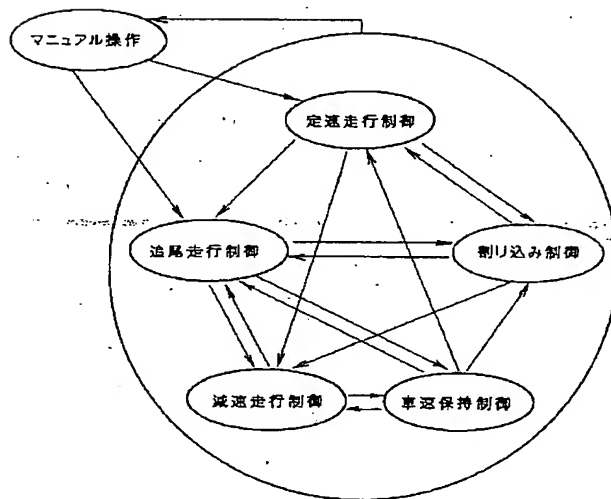 マニュアル操作
定速走行制御
追尾走行制御
割り込み制御
減速走行制御
車速保持制御